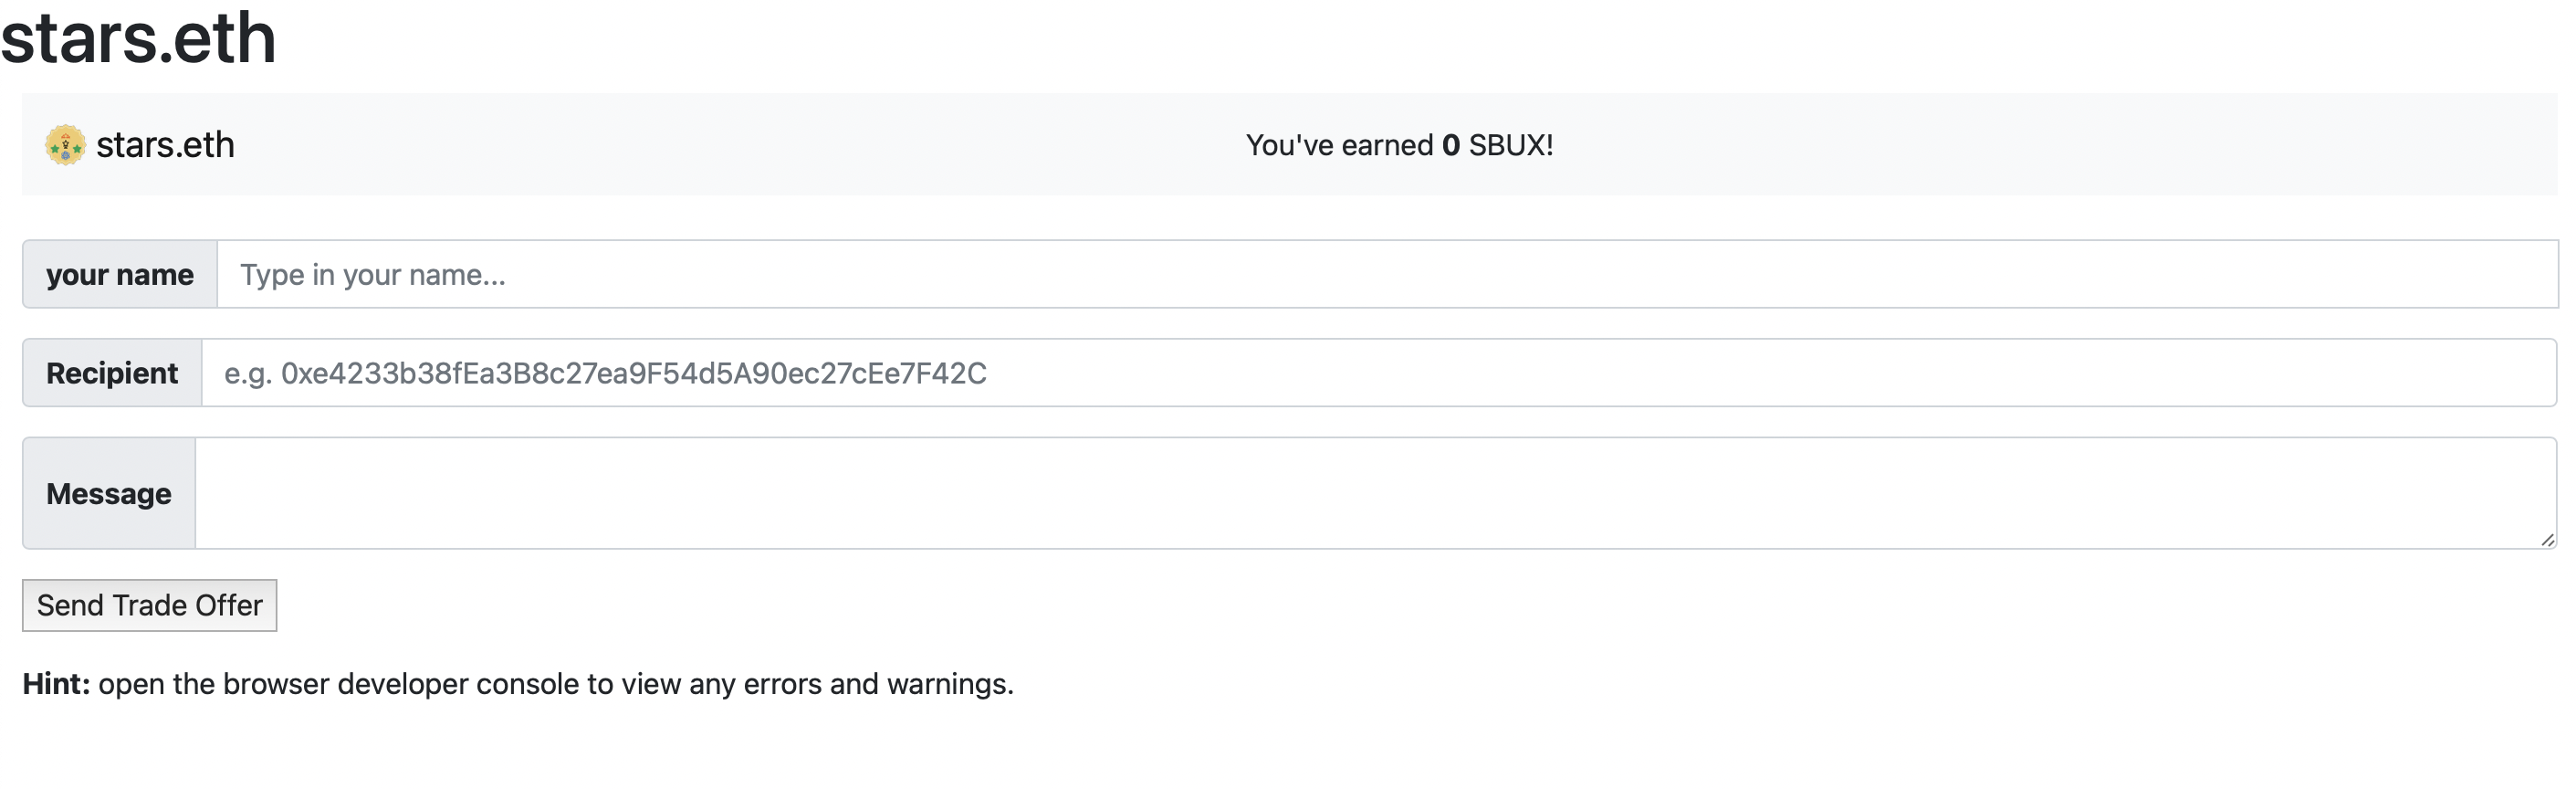 stars.eth
stars.eth You've earned 0 SBUX!
your name Type in your name...
Recipient e.g. 0xe4233b38fEa3B8c27ea9F54d5A90ec27cEe7F42C
Message
Send Trade Offer
Hint: open the browser developer console to view any errors and warnings.